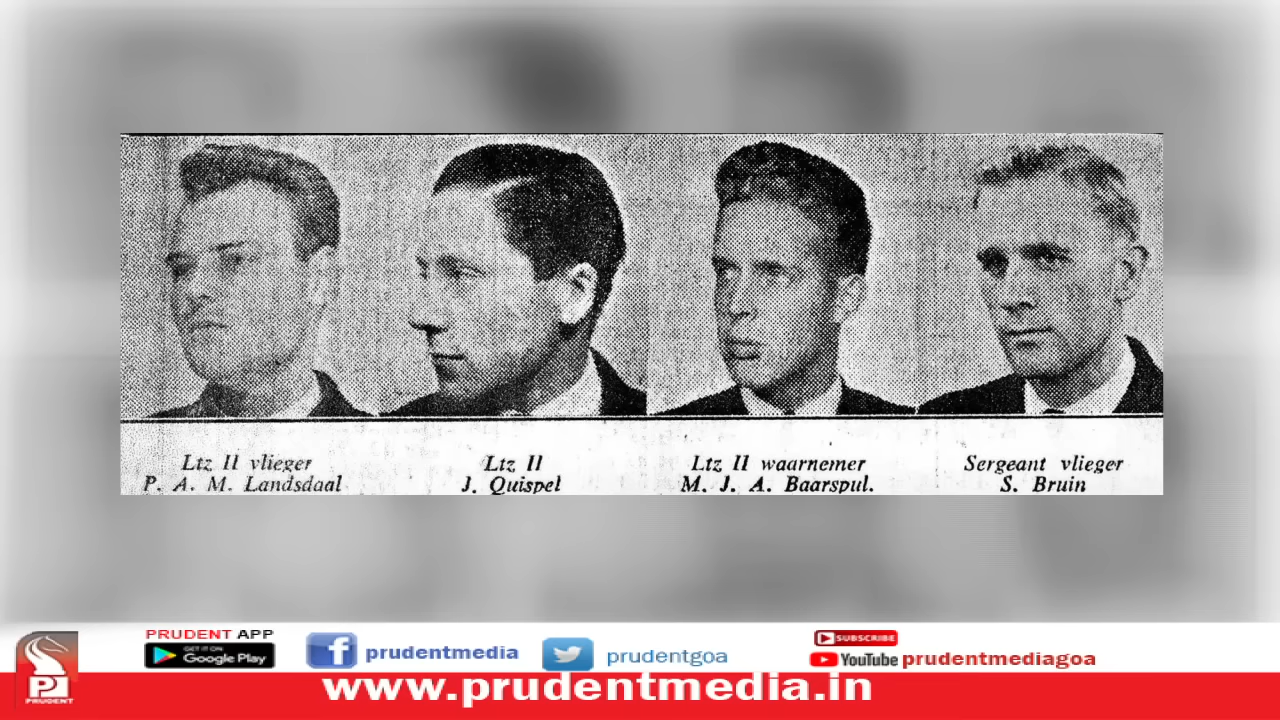 Ltz II vlieger
P. A. M. Landsdaal
Ltz II
J. Quispel
Ltz II waarnemer
M. J. A. Baarspul.
Sergeant vlieger
S. Bruin
PRUDENT APP
GET IT ON
Google Play
prudentmedia
prudentgoa
SUBSCRIBE
YouTube prudentmediagoa
PRUDENT
www.prudentmedia.in